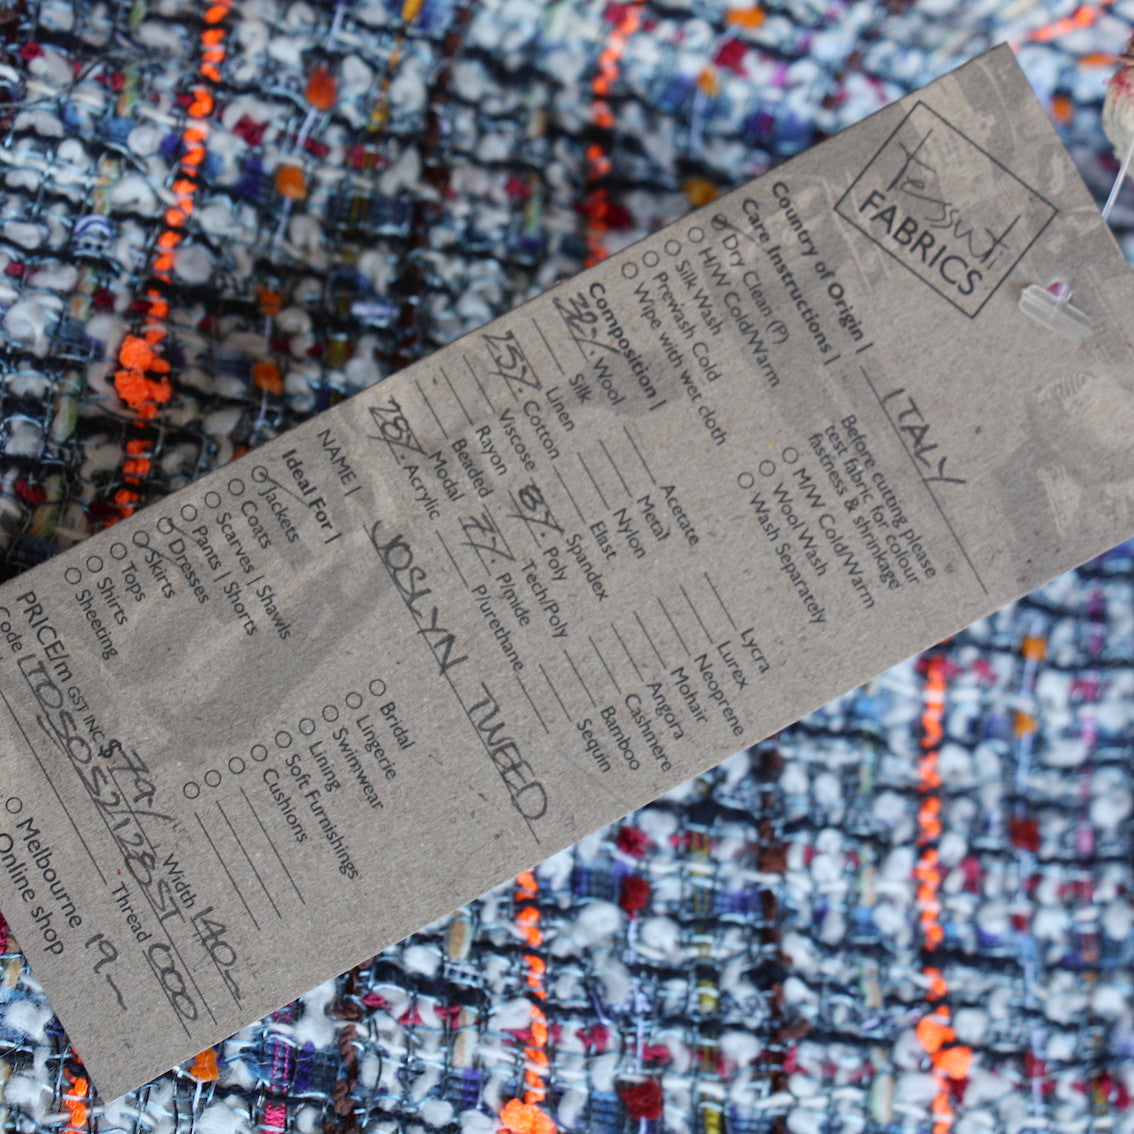 Tessuti
FABRICS
Country of Origin | ITALY
Care Instructions |
Before cutting please
test fabric for colour
fastness & shrinkage
Dry Clean (P)
H/W Cold/Warm
Silk Wash
Prewash Cold
Wipe with wet cloth
M/W Cold/Warm
Wool Wash
Wash Separately
Composition |
32% Wool
Silk
Linen
25% Cotton
Viscose
Rayon
Beaded
Modal
28% Acrylic
Acetate
Metal
Nylon
Elast
Spandex
8% Poly
Tech/Poly
7% P/mide
P/urethane
Lycra
Lurex
Neoprene
Mohair
Angora
Cashmere
Bamboo
Sequin
NAME | JOSLYN TWEED
Ideal For |
Jackets
Coats
Scarves | Shawls
Pants | Shorts
Dresses
Skirts
Tops
Shirts
Sheeting
Bridal
Lingerie
Swimwear
Lining
Soft Furnishings
Cushions
PRICE/m GST INC $79/ Width 140
Code | TOSOS2128ST Thread 000
Melbourne 19
Online shop